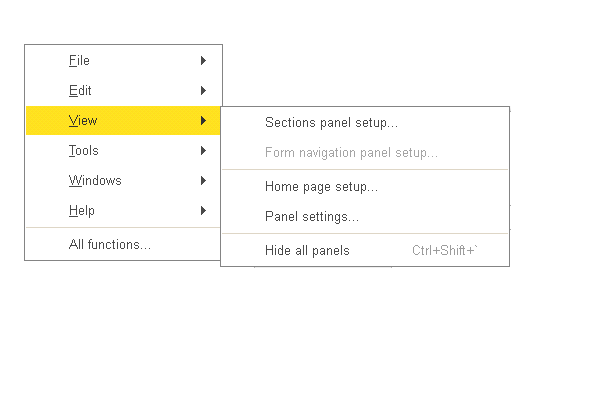 File
Edit
View
Tools
Windows
Help
All functions...
Sections panel setup...
Form navigation panel setup...
Home page setup...
Panel settings...
Hide all panels Ctrl+Shift+`